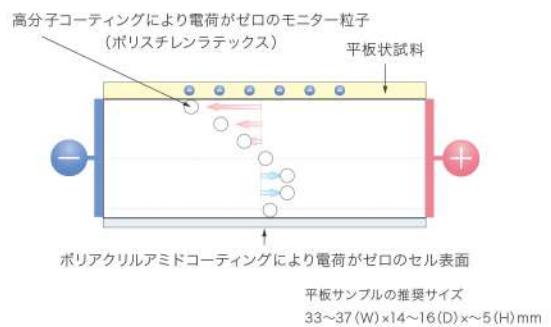 高分子コーティングにより電荷がゼロのモニター粒子
（ポリスチレンラテックス）
平板状試料
ポリアクリルアミドコーティングにより電荷がゼロのセル表面
平板サンプルの推奨サイズ
33～37(W)×14～16(D)×～5(H)mm